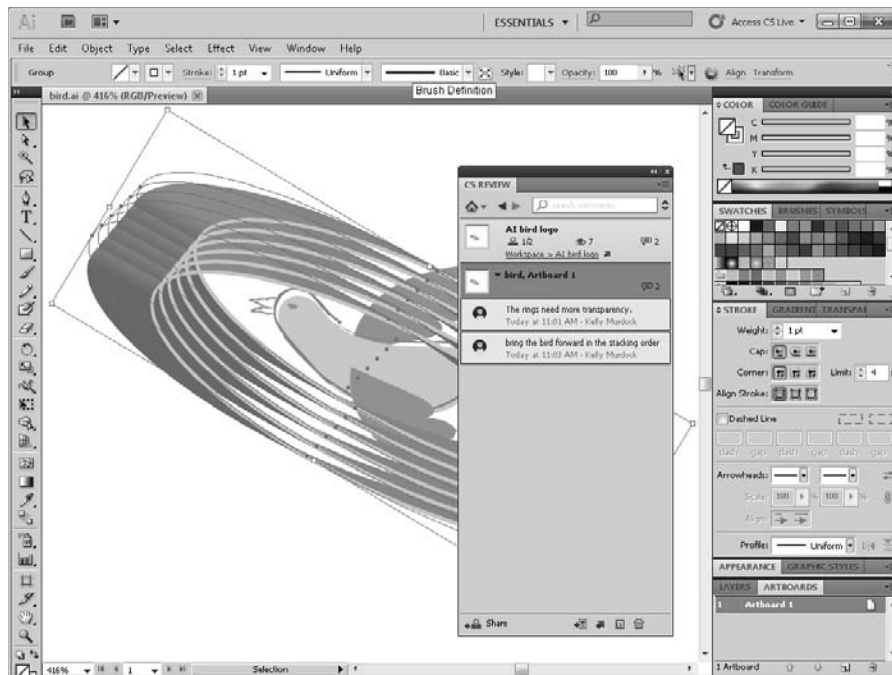 Ai Br ESSENTIALS Access CS Live
File Edit Object Type Select Effect View Window Help
Group Stroke: 1 pt Uniform Basic Style: Opacity: 100 % Align Transform
bird.ai @ 416% (RGB/Preview)
Brush Definition
COLOR COLOR GUIDE
C %
M %
Y %
K %
SWATCHES BRUSHES SYMBOLS
STROKE GRADIENT TRANSPAR
Weight: 1 pt
Cap:
Corner: Limit: 4
Align Stroke:
Dashed Line
dash gap dash gap dash gap
Arrowheads:
Scale: 100 % 100 %
Align:
Profile: Uniform
APPEARANCE GRAPHIC STYLES
LAYERS ARTBOARDS
1 Artboard 1
1 Artboard
CS REVIEW
search comments
AI bird logo
1/2 7 2
Workspace > AI bird logo
bird, Artboard 1
2
The rings need more transparency.
Today at 11:01 AM - Kelly Murdock
bring the bird forward in the stacking order
Today at 11:03 AM - Kelly Murdock
Share
416% 1 Selection